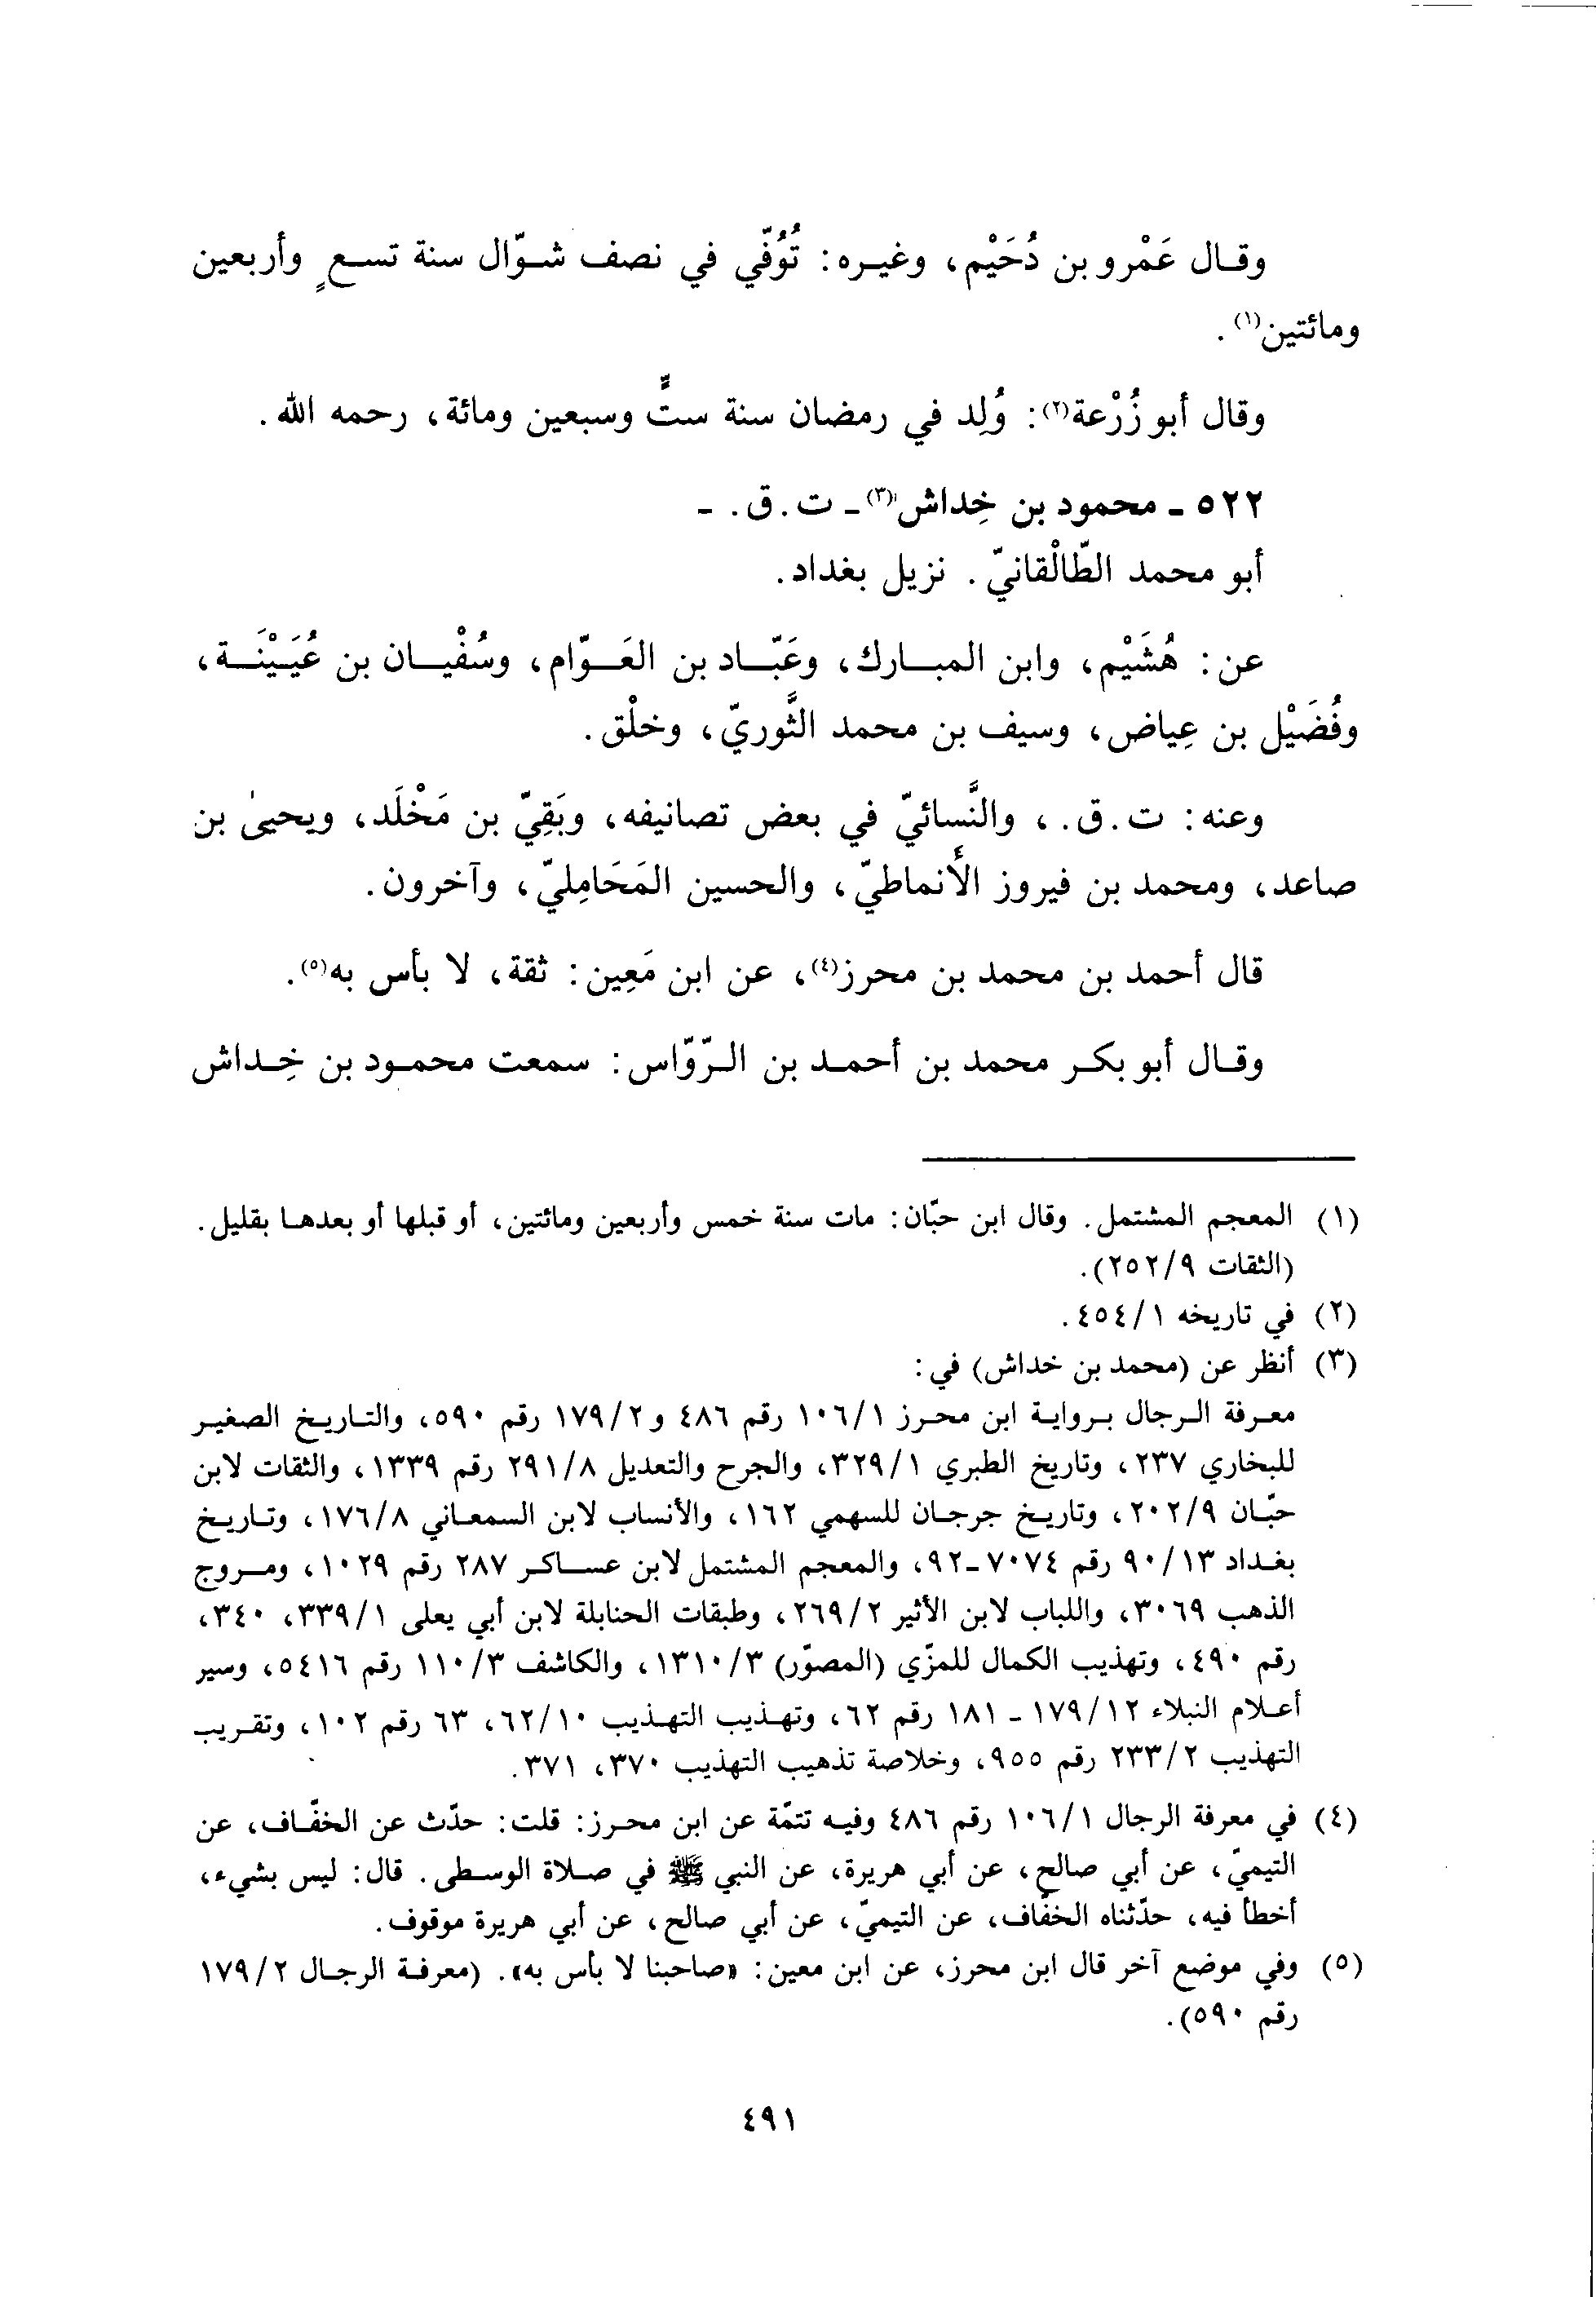 وقال عَمْرو بن دُحَيْم، وغيره: تُوُفّي في نصف شوّال سنة تسعٍ وأربعين
ومائتين(١).
وقال أبو زُرْعة(٢): وُلِد في رمضان سنة ستٍّ وسبعين ومائة، رحمه الله.
٥٢٢ - محمود بن خِداش(٣) - ت. ق. -
أبو محمد الطّالْقانيّ. نزيل بغداد.
عن: هُشَيْم، وابن المبارك، وعَبّاد بن العَوّام، وسُفْيان بن عُيَيْنَة،
وفُضَيْل بن عِياض، وسيف بن محمد الثَّوريّ، وخلْق.
وعنه: ت. ق.، والنَّسائيّ في بعض تصانيفه، وبَقِيّ بن مَخْلَد، ويحيىٰ بن
صاعد، ومحمد بن فيروز الأنماطيّ، والحسين المَحَامِليّ، وآخرون.
قال أحمد بن محمد بن محرز(٤)، عن ابن مَعِين: ثقة، لا بأس به(٥).
وقال أبو بكر محمد بن أحمد بن الرّوّاس: سمعت محمود بن خِداش
(١) المعجم المشتمل. وقال ابن حبّان: مات سنة خمس وأربعين ومائتين، أو قبلها أو بعدها بقليل.
(الثقات ٢٥٢/٩).
(٢) في تاريخه ٤٥٤/١.
(٣) أنظر عن (محمد بن خداش) في:
معرفة الرجال برواية ابن محرز ١٠٦/١ رقم ٤٨٦ و١٧٩/٢ رقم ٥٩٠، والتاريخ الصغير
للبخاري ٢٣٧، وتاريخ الطبري ٣٢٩/١، والجرح والتعديل ٢٩١/٨ رقم ١٣٣٩، والثقات لابن
حبّان ٢٠٢/٩، وتاريخ جرجان للسهمي ١٦٢، والأنساب لابن السمعاني ١٧٦/٨، وتاريخ
بغداد ٩٠/١٣ رقم ٧٠٧٤-٩٢، والمعجم المشتمل لابن عساكر ٢٨٧ رقم ١٠٢٩، ومروج
الذهب ٣٠٦٩، واللباب لابن الأثير ٢٦٩/٢، وطبقات الحنابلة لابن أبي يعلى ٣٣٩/١، ٣٤٠،
رقم ٤٩٠، وتهذيب الكمال للمزّي (المصوّر) ١٣١٠/٣، والكاشف ١١٠/٣ رقم ٥٤١٦، وسير
أعلام النبلاء ١٧٩/١٢ - ١٨١ رقم ٦٢، وتهذيب التهذيب ٦٢/١٠، ٦٣ رقم ١٠٢، وتقريب
التهذيب ٢٣٣/٢ رقم ٩٥٥، وخلاصة تذهيب التهذيب ٣٧٠، ٣٧١.
(٤) في معرفة الرجال ١٠٦/١ رقم ٤٨٦ وفيه تتمّة عن ابن محرز: قلت: حدّث عن الخفّاف، عن
التيميّ، عن أبي صالح، عن أبي هريرة، عن النبي ﷺ في صلاة الوسطى. قال: ليس بشيء،
أخطأ فيه، حدّثناه الخفّاف، عن التيميّ، عن أبي صالح، عن أبي هريرة موقوف.
(٥) وفي موضع آخر قال ابن محرز، عن ابن معين: «صاحبنا لا بأس به». (معرفة الرجال ١٧٩/٢
رقم ٥٩٠).
٤٩١